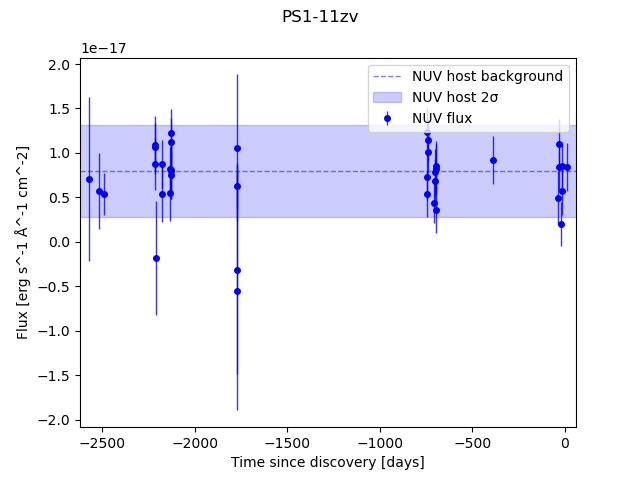 PS1-11zv
1e−17
2.0
1.5
1.0
0.5
0.0
−0.5
−1.0
−1.5
−2.0
Flux [erg s^-1 Å^-1 cm^-2]
NUV host background
NUV host 2σ
NUV flux
−2500 −2000 −1500 −1000 −500 0
Time since discovery [days]